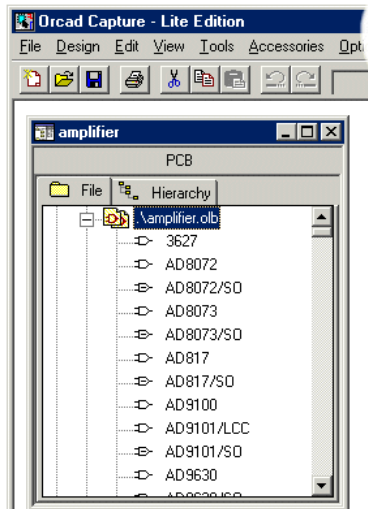 Orcad Capture - Lite Edition
File Design Edit View Tools Accessories Opt
amplifier
PCB
File Hierarchy
.\amplifier.olb
3627
AD8072
AD8072/SO
AD8073
AD8073/SO
AD817
AD817/SO
AD9100
AD9101/LCC
AD9101/SO
AD9630